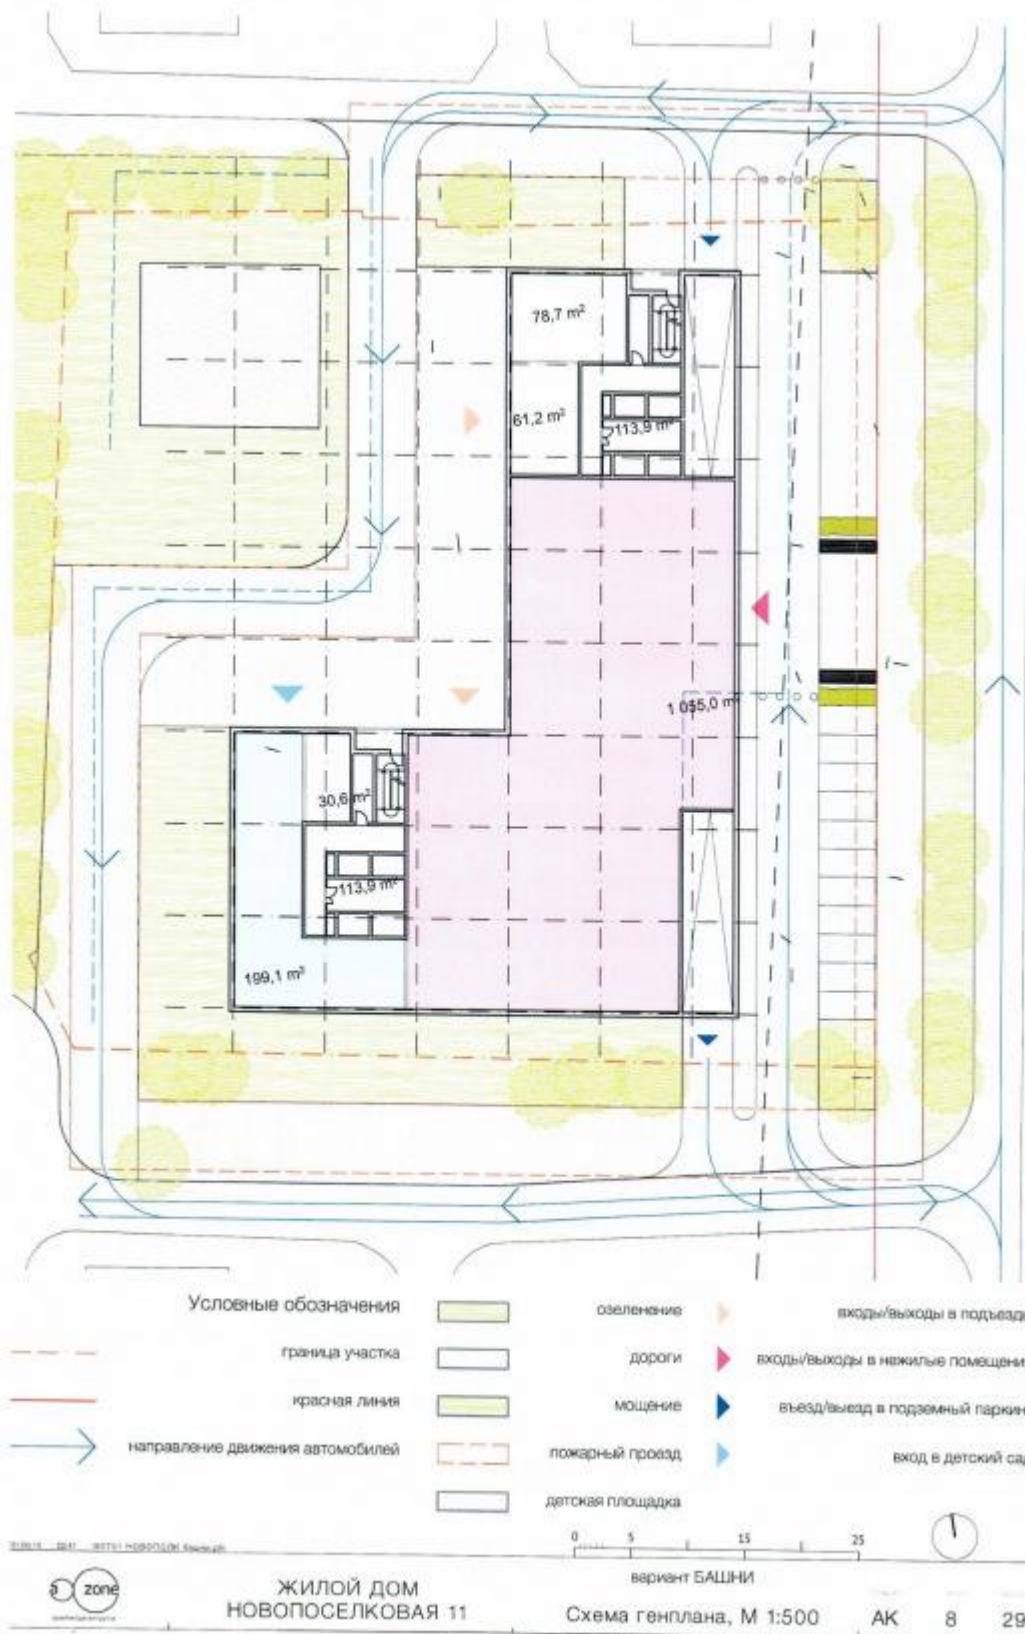 78,7 m²
61,2 m²
113,9 m²
1 055,0 m²
30,6 m²
113,9 m²
199,1 m²
Условные обозначения
граница участка
красная линия
направление движения автомобилей
озеленение
дороги
мощение
пожарный проезд
детская площадка
входы/выходы в подъезды
входы/выходы в нежилые помещения
въезд/выезд в подземный паркин
вход в детский сад
0 5 15 25
вариант БАШНИ
a zone
ЖИЛОЙ ДОМ
НОВОПОСЕЛКОВАЯ 11
Схема генплана, М 1:500
АК 8 29